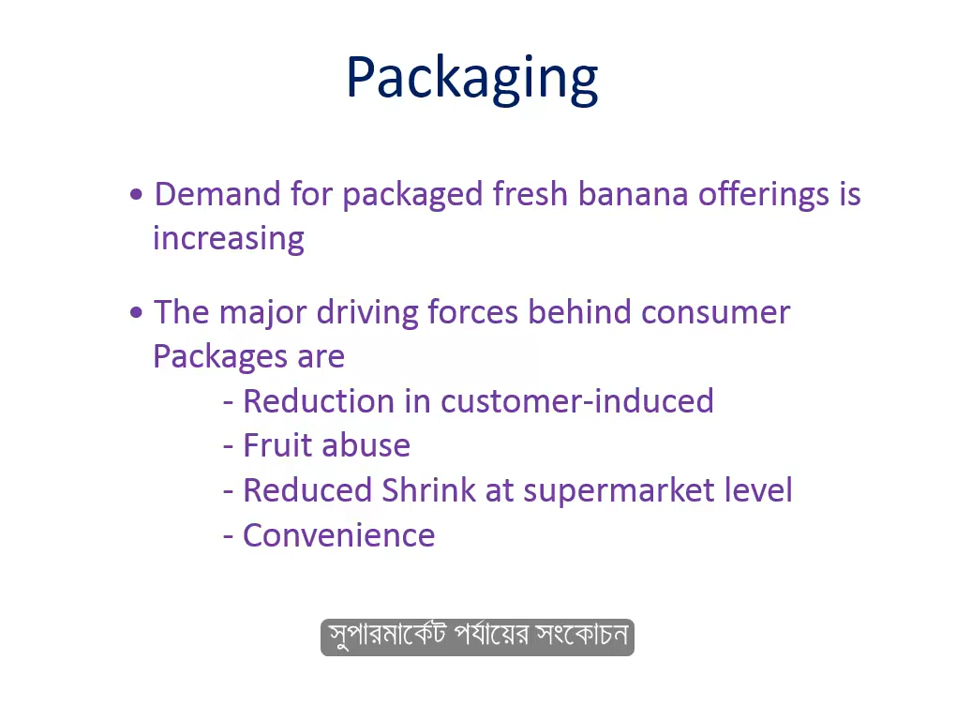 Packaging
• Demand for packaged fresh banana offerings is
increasing
• The major driving forces behind consumer
Packages are
- Reduction in customer-induced
- Fruit abuse
- Reduced Shrink at supermarket level
- Convenience
সুপারমার্কেট পর্যায়ের সংকোচন